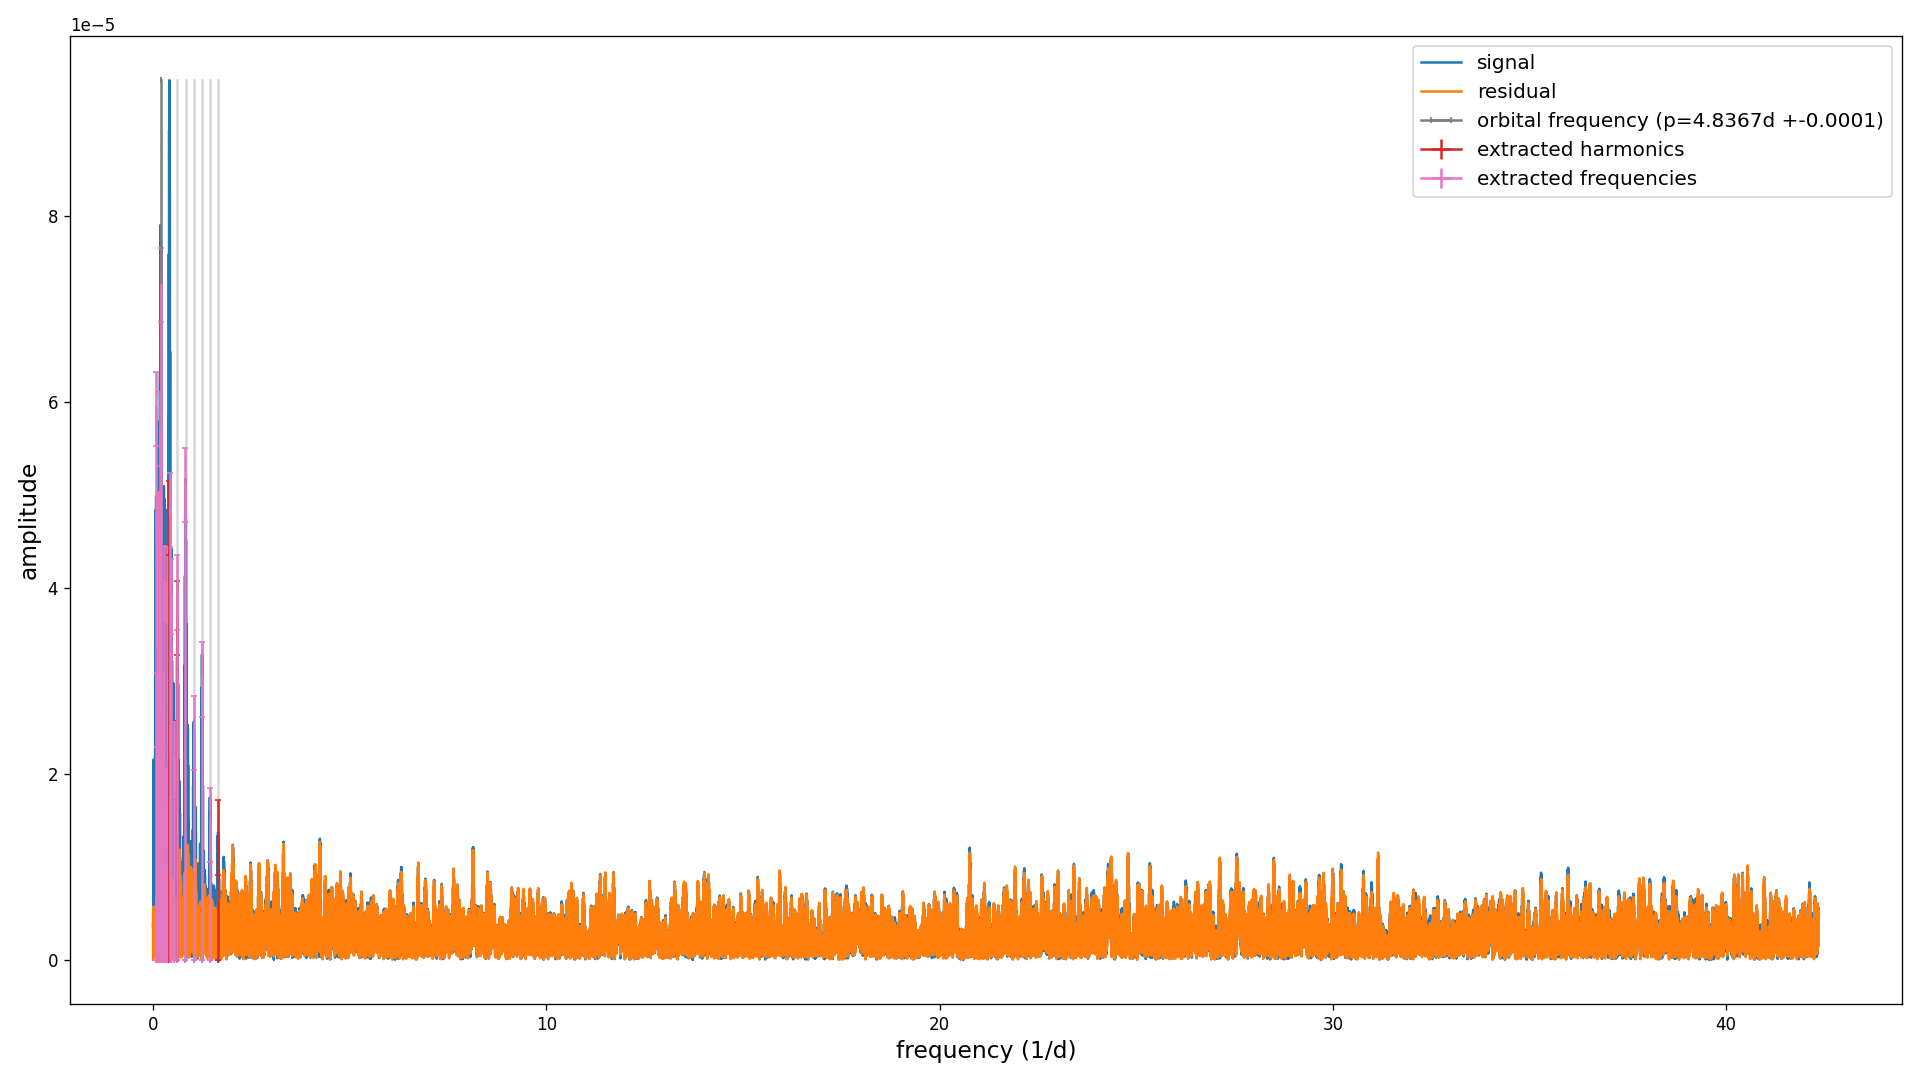 1e−5
signal
residual
orbital frequency (p=4.8367d +-0.0001)
extracted harmonics
extracted frequencies
8
6
4
2
0
amplitude
0 10 20 30 40
frequency (1/d)